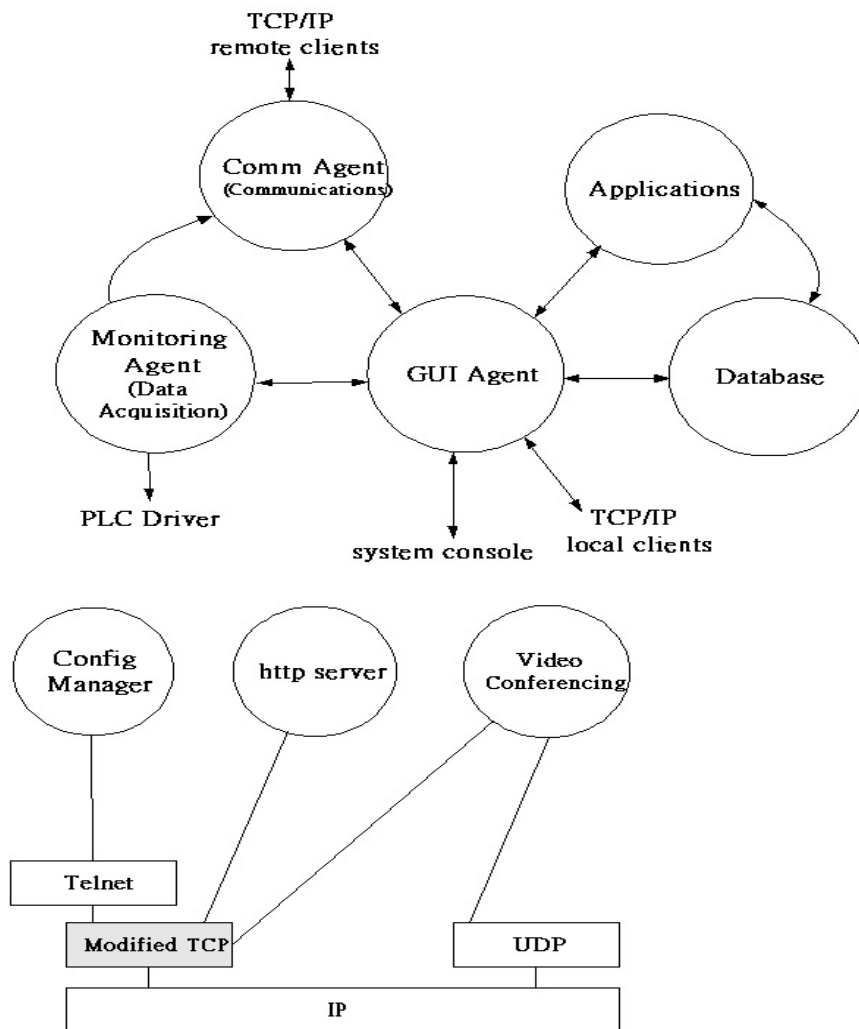 TCP/IP
remote clients
Comm Agent
(Communications)
Applications
Monitoring
Agent
(Data
Acquisition)
GUI Agent
Database
PLC Driver
system console
TCP/IP
local clients
Config
Manager
http server
Video
Conferencing
Telnet
Modified TCP
UDP
IP